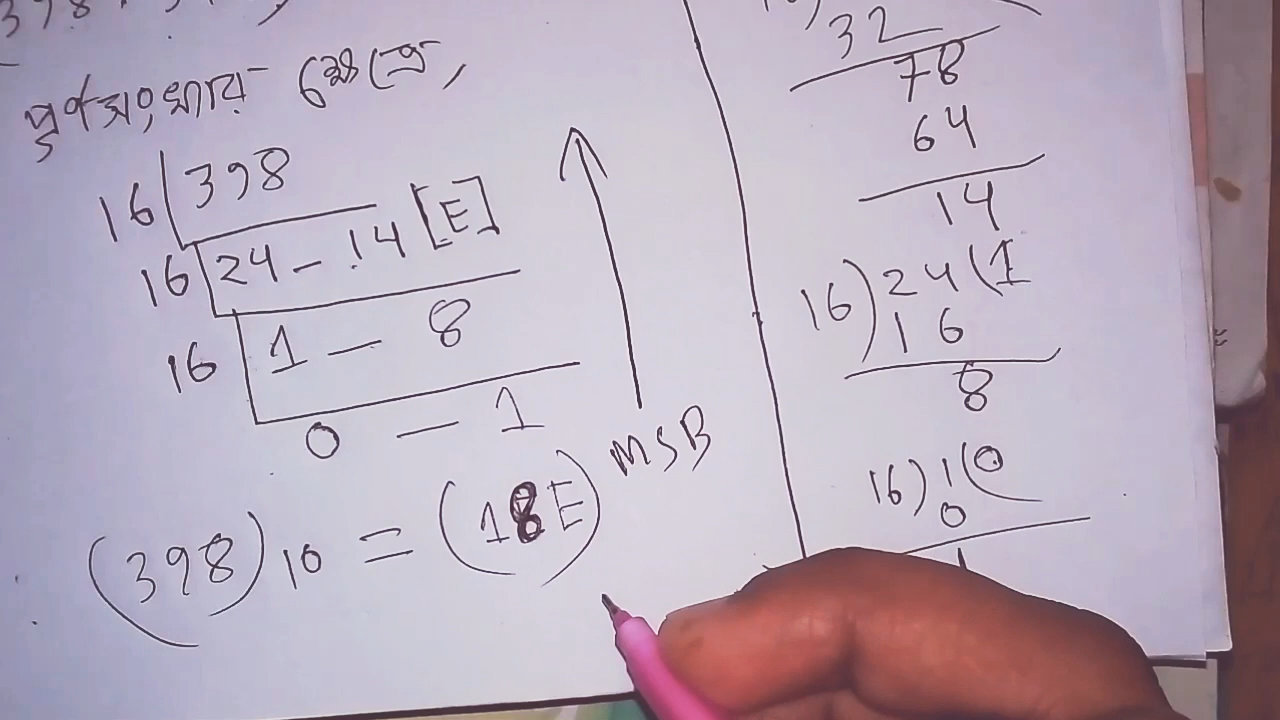 398
পূর্ণসংখ্যার ক্ষেত্রে,
16 | 398
16 | 24 – 14 [E]
16 | 1 – 8
0 – 1
MSB
(398)10 = (18E)
32
78
64
14
16) 24 (1
16
8
16) 1 (0
0